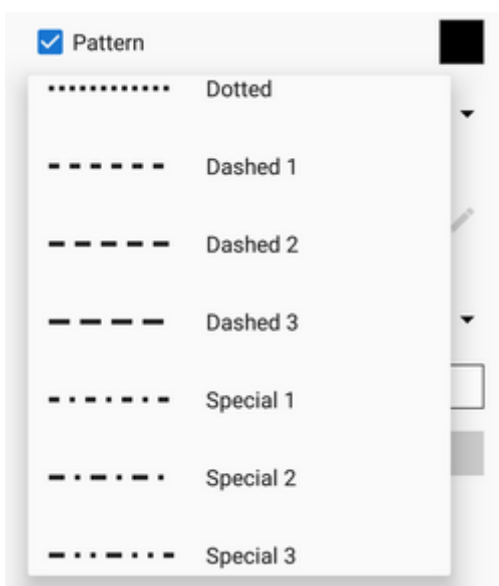 Pattern
Dotted
Dashed 1
Dashed 2
Dashed 3
Special 1
Special 2
Special 3